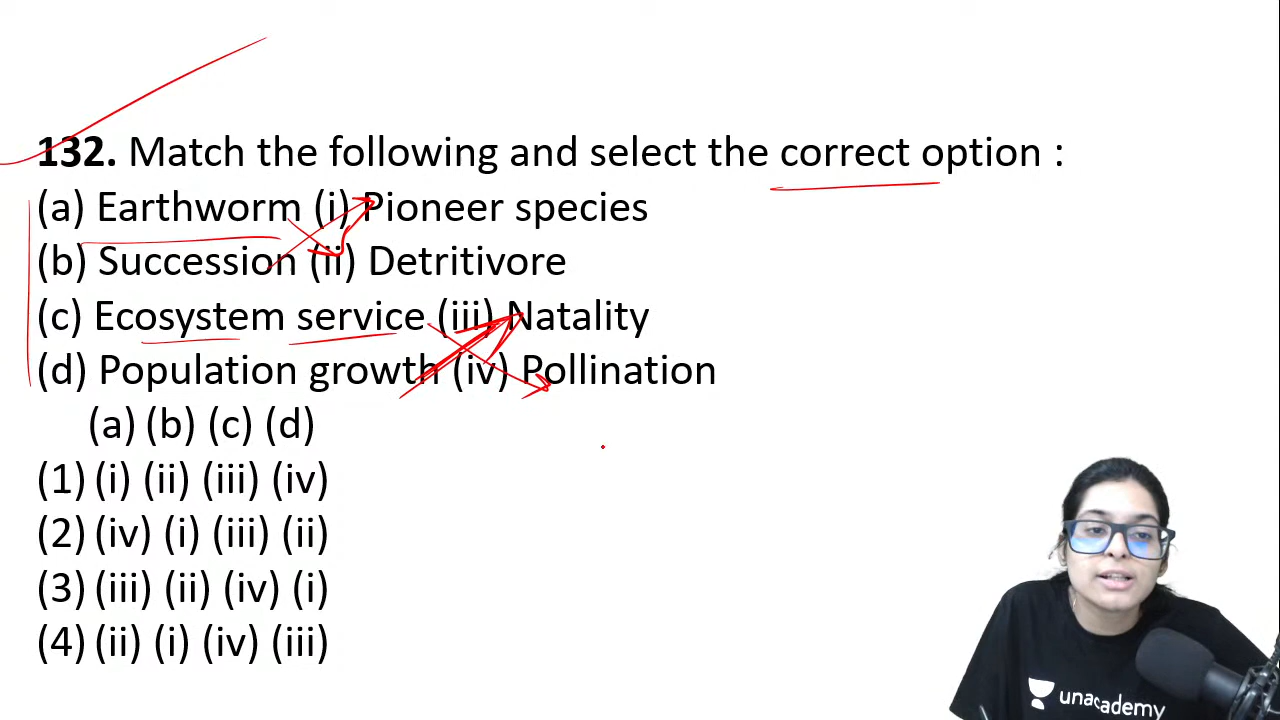 132. Match the following and select the correct option :
(a) Earthworm (i) Pioneer species
(b) Succession (ii) Detritivore
(c) Ecosystem service (iii) Natality
(d) Population growth (iv) Pollination
(a) (b) (c) (d)
(1) (i) (ii) (iii) (iv)
(2) (iv) (i) (iii) (ii)
(3) (iii) (ii) (iv) (i)
(4) (ii) (i) (iv) (iii)
unacademy